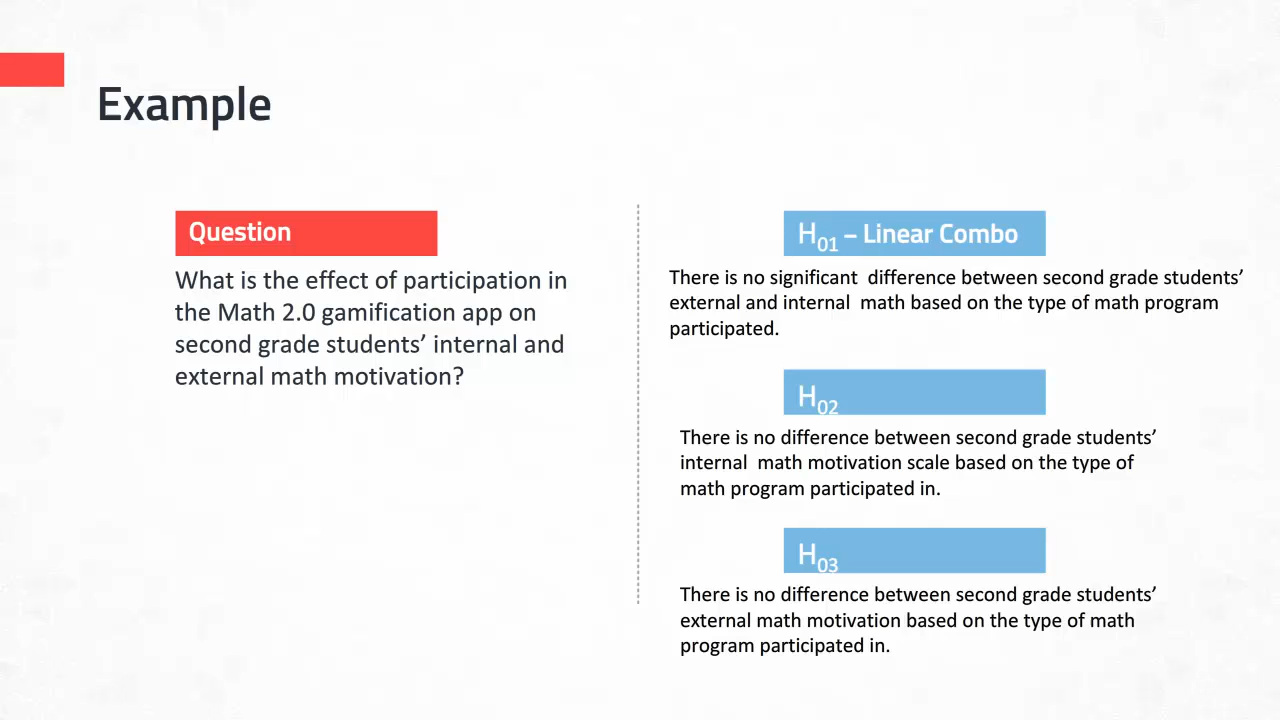 Example
Question
What is the effect of participation in
the Math 2.0 gamification app on
second grade students’ internal and
external math motivation?
H01 – Linear Combo
There is no significant  difference between second grade students’
external and internal  math based on the type of math program
participated.
H02
There is no difference between second grade students’
internal  math motivation scale based on the type of
math program participated in.
H03
There is no difference between second grade students’
external math motivation based on the type of math
program participated in.